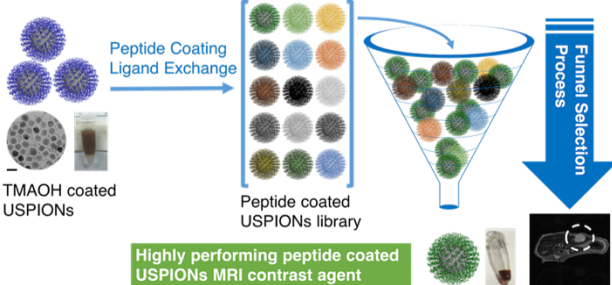 Peptide Coating
Ligand Exchange
TMAOH coated
USPIONs
Peptide coated
USPIONs library
Funnel Selection
Process
Highly performing peptide coated
USPIONs MRI contrast agent